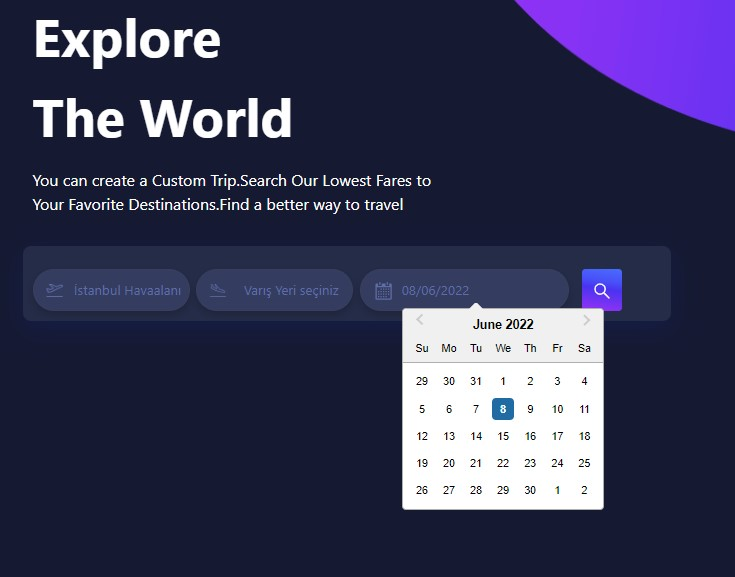 Explore
The World
You can create a Custom Trip.Search Our Lowest Fares to
Your Favorite Destinations.Find a better way to travel
İstanbul Havaalanı Varış Yeri seçiniz 08/06/2022
June 2022
Su Mo Tu We Th Fr Sa
29 30 31 1 2 3 4
5 6 7 8 9 10 11
12 13 14 15 16 17 18
19 20 21 22 23 24 25
26 27 28 29 30 1 2